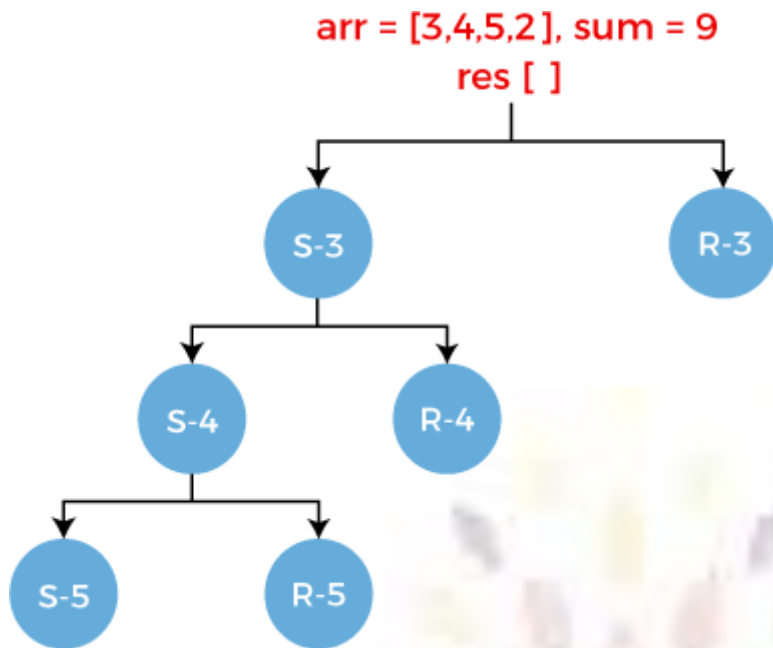 arr = [3,4,5,2], sum = 9
res [ ]
S-3
R-3
S-4
R-4
S-5
R-5